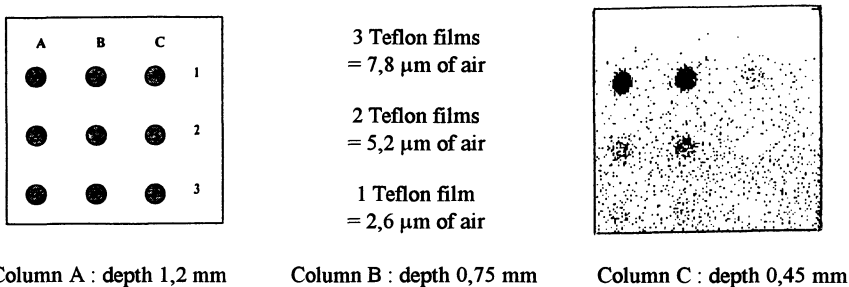 A B C
1
2
3
3 Teflon films
= 7,8 µm of air
2 Teflon films
= 5,2 µm of air
1 Teflon film
= 2,6 µm of air
Column A : depth 1,2 mm
Column B : depth 0,75 mm
Column C : depth 0,45 mm